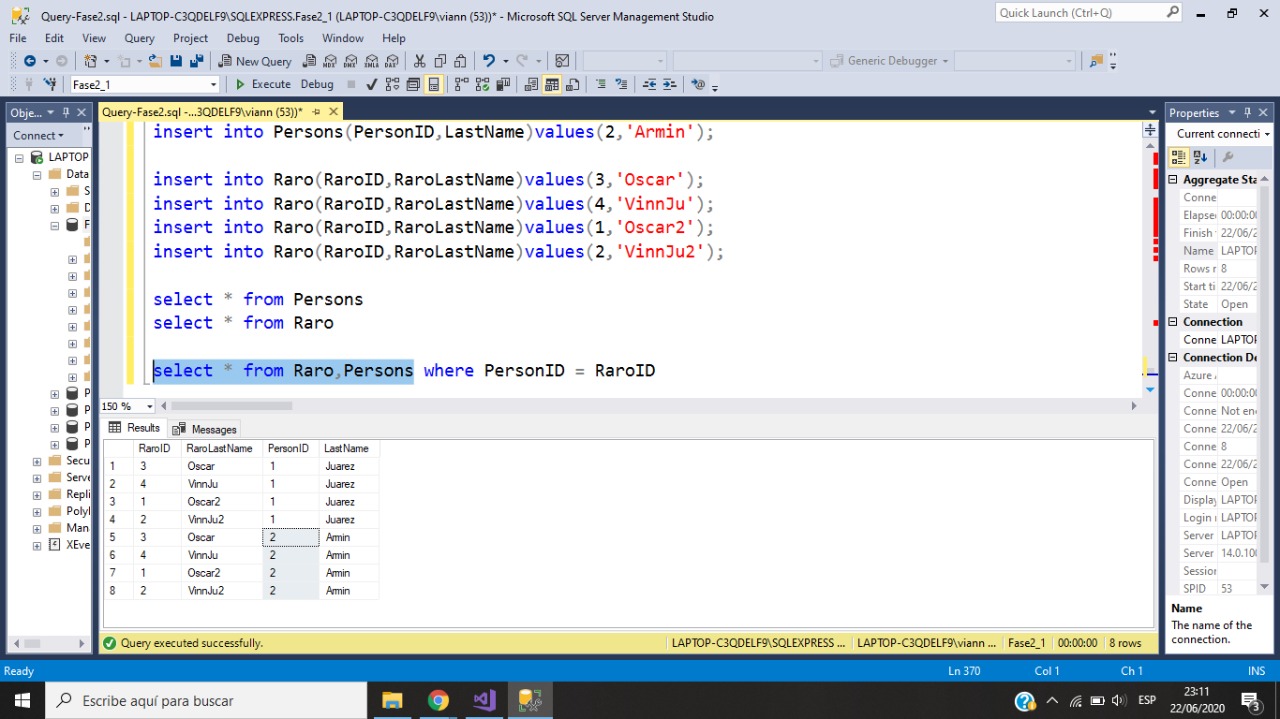 Query-Fase2.sql - LAPTOP-C3QDELF9\SQLEXPRESS.Fase2_1 (LAPTOP-C3QDELF9\viann (53))* - Microsoft SQL Server Management Studio
Quick Launch (Ctrl+Q)
File Edit View Query Project Debug Tools Window Help
New Query
Generic Debugger
Fase2_1
Execute Debug
Obje...
Query-Fase2.sql -...3QDELF9\viann (53))*
Properties
Connect
Current connecti
LAPTOP
Data
S
D
F
P
P
P
P
Secu
Serve
Repli
Polyl
Man
XEve
insert into Persons(PersonID,LastName)values(2,'Armin');
insert into Raro(RaroID,RaroLastName)values(3,'Oscar');
insert into Raro(RaroID,RaroLastName)values(4,'VinnJu');
insert into Raro(RaroID,RaroLastName)values(1,'Oscar2');
insert into Raro(RaroID,RaroLastName)values(2,'VinnJu2');
select * from Persons
select * from Raro
select * from Raro,Persons where PersonID = RaroID
150 %
Results Messages
RaroID RaroLastName PersonID LastName
1 3 Oscar 1 Juarez
2 4 VinnJu 1 Juarez
3 1 Oscar2 1 Juarez
4 2 VinnJu2 1 Juarez
5 3 Oscar 2 Armin
6 4 VinnJu 2 Armin
7 1 Oscar2 2 Armin
8 2 VinnJu2 2 Armin
Query executed successfully.
LAPTOP-C3QDELF9\SQLEXPRESS ... LAPTOP-C3QDELF9\viann ... Fase2_1 00:00:00 8 rows
Aggregate Sta
Conne
Elapse 00:00:00
Finish 22/06/2
Name LAPTOP
Rows r 8
Start ti 22/06/2
State Open
Connection
Conne LAPTOP
Connection De
Azure
Conne 00:00:00
Conne Not en
Conne 22/06/2
Conne 8
Conne 22/06/2
Conne Open
Display LAPTOP
Login LAPTOP
Server LAPTOP
Server 14.0.100
Session
SPID 53
Name
The name of the
connection.
Ready
Ln 370 Col 1 Ch 1 INS
Escribe aquí para buscar
ESP
23:11
22/06/2020
3